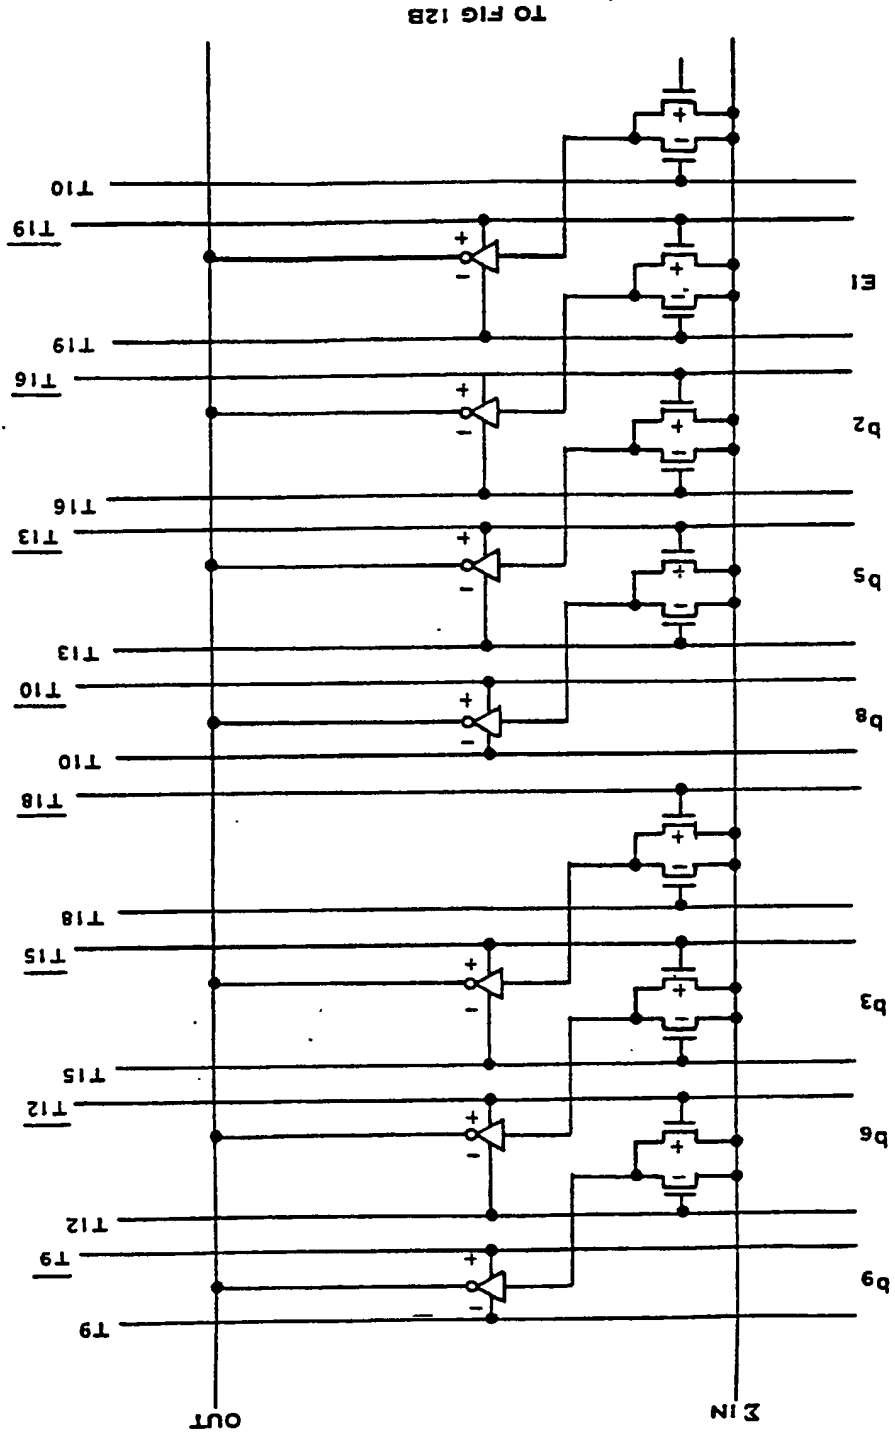 ΣIN OUT
T9
b9
T̅9̅
T12
b6
T̅1̅2̅
T15
b3
T̅1̅5̅
T18
T̅1̅8̅
T10
b8
T̅1̅0̅
T13
b5
T̅1̅3̅
T16
b2
T̅1̅6̅
T19
E1
T̅1̅9̅
T10
TO FIG 12B